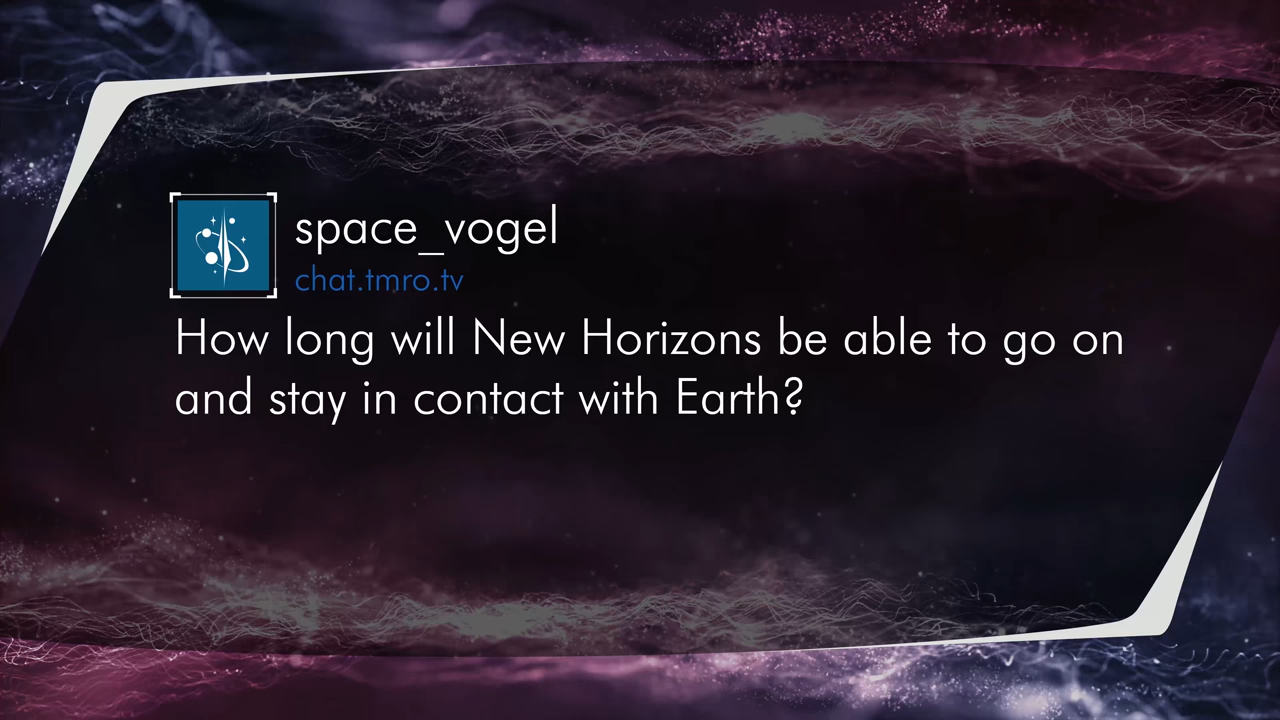 space_vogel
chat.tmro.tv
How long will New Horizons be able to go on
and stay in contact with Earth?